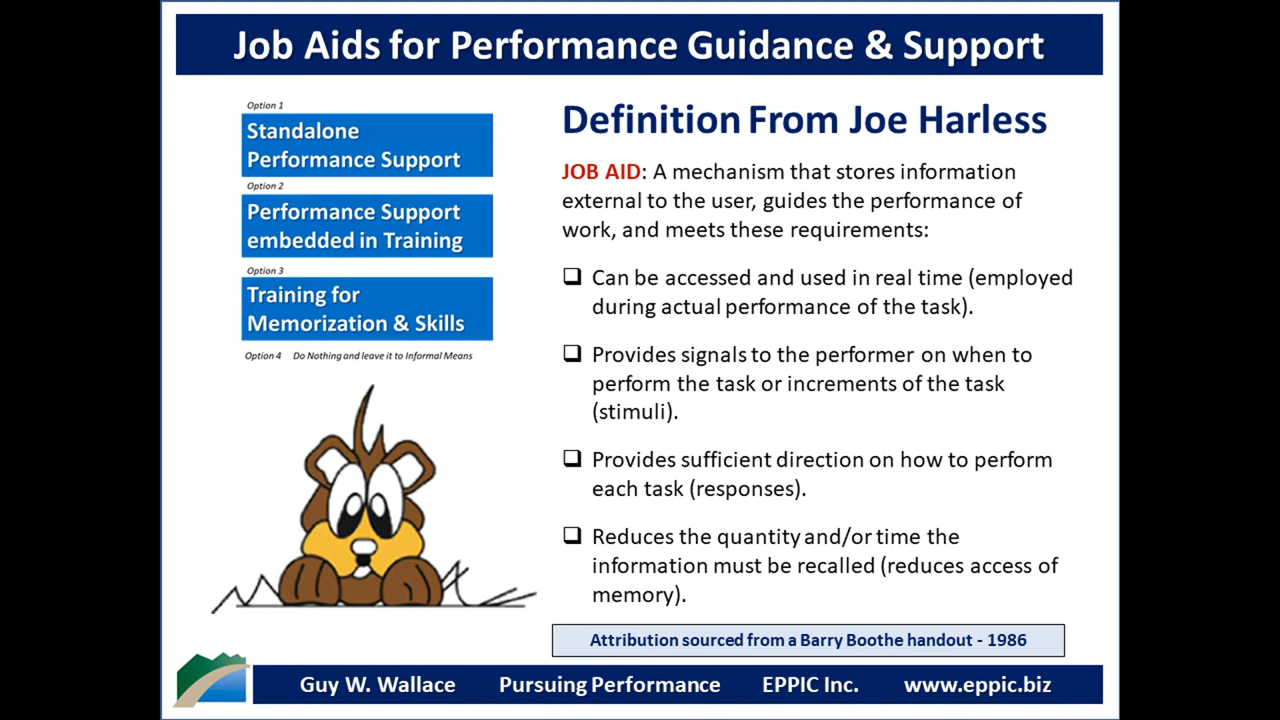 Job Aids for Performance Guidance & Support
Option 1
Standalone
Performance Support
Option 2
Performance Support
embedded in Training
Option 3
Training for
Memorization & Skills
Option 4 Do Nothing and leave it to Informal Means
Definition From Joe Harless
JOB AID: A mechanism that stores information
external to the user, guides the performance of
work, and meets these requirements:
Can be accessed and used in real time (employed
during actual performance of the task).
Provides signals to the performer on when to
perform the task or increments of the task
(stimuli).
Provides sufficient direction on how to perform
each task (responses).
Reduces the quantity and/or time the
information must be recalled (reduces access of
memory).
Attribution sourced from a Barry Boothe handout - 1986
Guy W. Wallace Pursuing Performance EPPIC Inc. www.eppic.biz